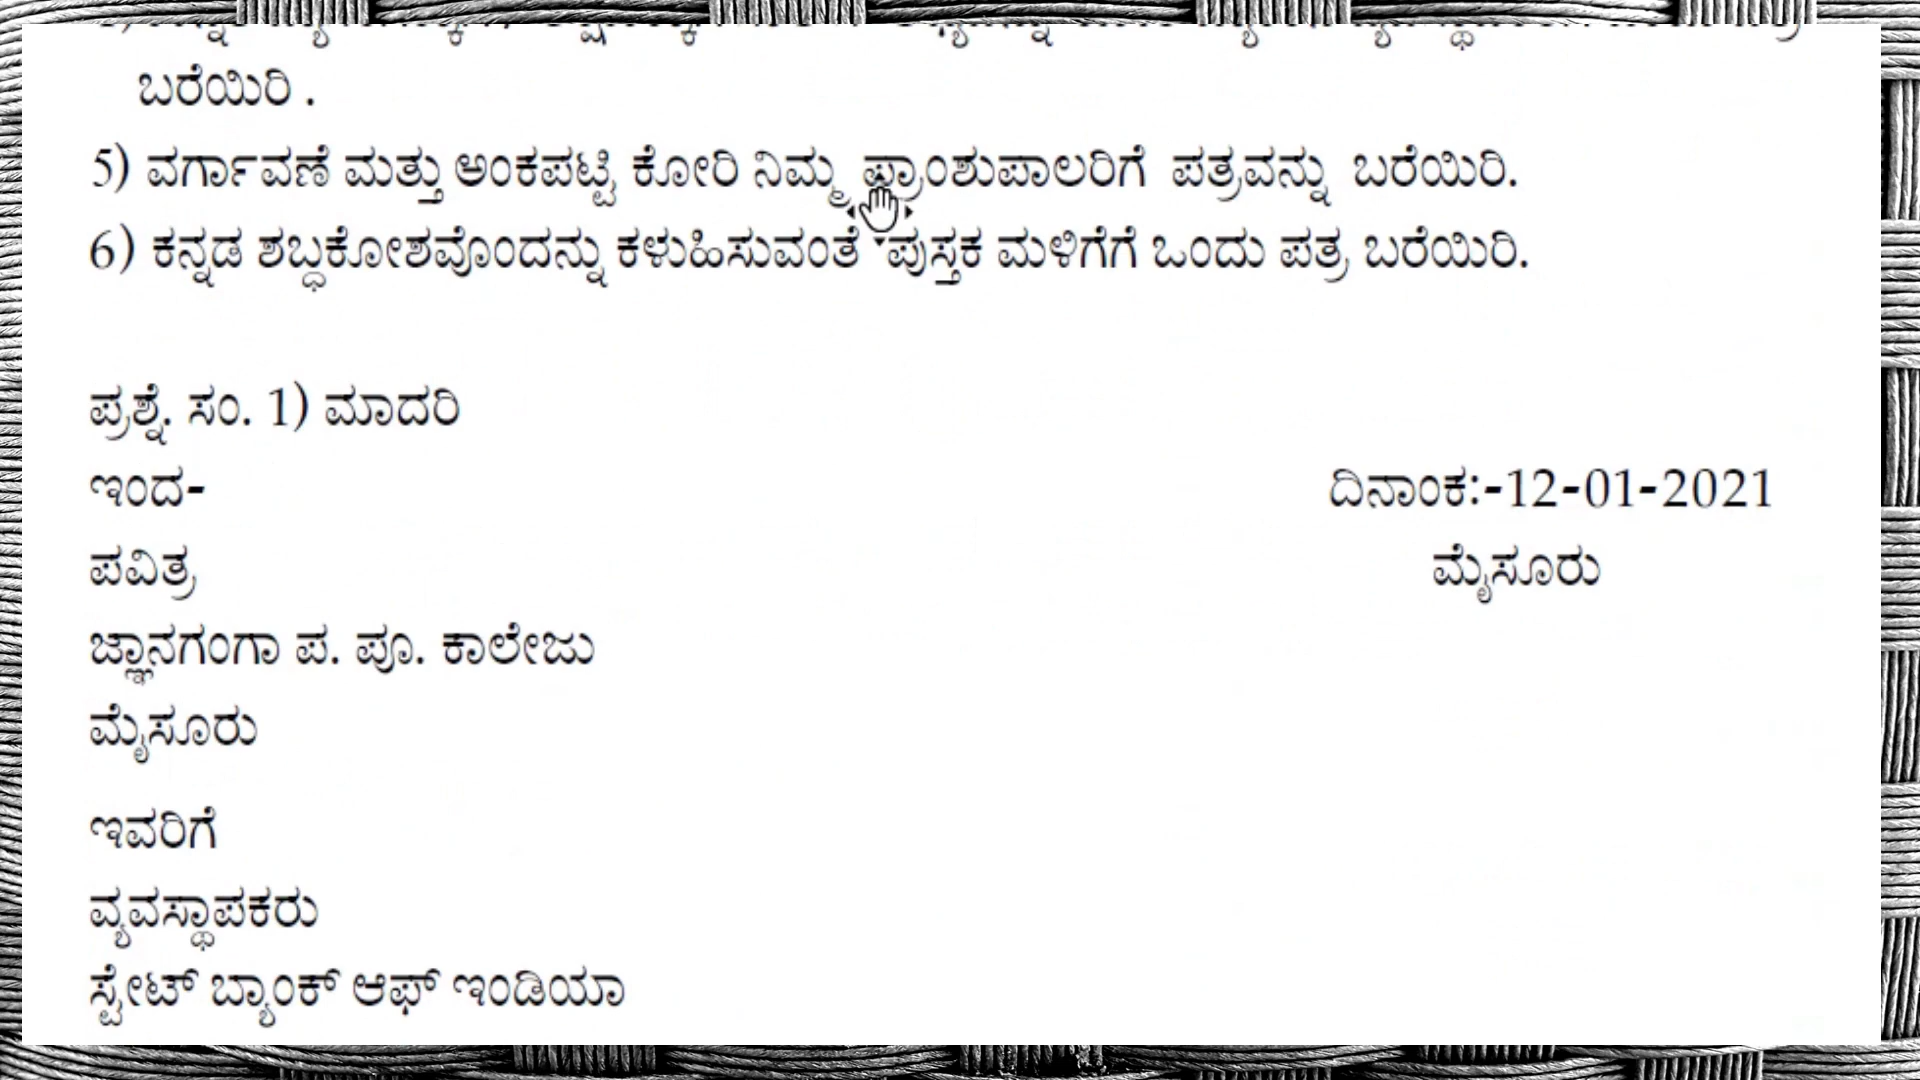 ಬರೆಯಿರಿ .
5) ವರ್ಗಾವಣೆ ಮತ್ತು ಅಂಕಪಟ್ಟಿ ಕೋರಿ ನಿಮ್ಮ ಪ್ರಾಂಶುಪಾಲರಿಗೆ ಪತ್ರವನ್ನು ಬರೆಯಿರಿ.
6) ಕನ್ನಡ ಶಬ್ಧಕೋಶವೊಂದನ್ನು ಕಳುಹಿಸುವಂತೆ ಪುಸ್ತಕ ಮಳಿಗೆಗೆ ಒಂದು ಪತ್ರ ಬರೆಯಿರಿ.
ಪ್ರಶ್ನೆ. ಸಂ. 1) ಮಾದರಿ
ಇಂದ- ದಿನಾಂಕ:-12-01-2021
ಪವಿತ್ರ ಮೈಸೂರು
ಜ್ಞಾನಗಂಗಾ ಪ. ಪೂ. ಕಾಲೇಜು
ಮೈಸೂರು
ಇವರಿಗೆ
ವ್ಯವಸ್ಥಾಪಕರು
ಸ್ಟೇಟ್ ಬ್ಯಾಂಕ್ ಆಫ್ ಇಂಡಿಯಾ